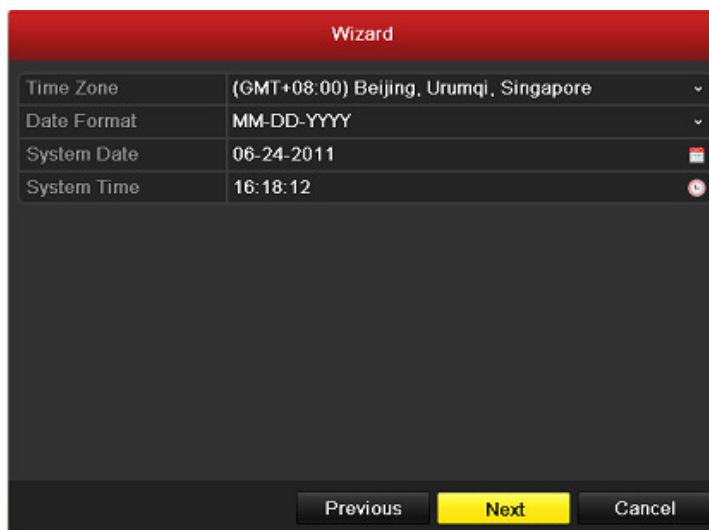 Wizard
Time Zone (GMT+08:00) Beijing, Urumqi, Singapore
Date Format MM-DD-YYYY
System Date 06-24-2011
System Time 16:18:12
Previous Next Cancel